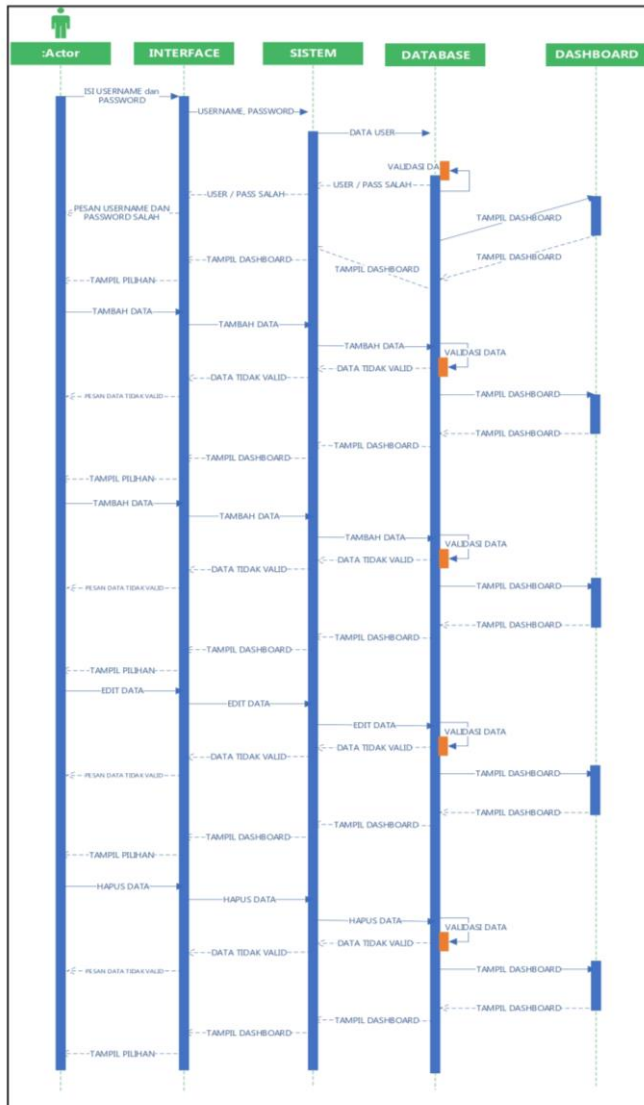 :Actor
INTERFACE
SISTEM
DATABASE
DASHBOARD
ISI USERNAME dan
PASSWORD
USERNAME, PASSWORD
DATA USER
VALIDASI DA
USER / PASS SALAH
USER / PASS SALAH
PESAN USERNAME DAN
PASSWORD SALAH
TAMPIL DASHBOARD
TAMPIL DASHBOARD
TAMPIL DASHBOARD
TAMPIL DASHBOARD
TAMPIL PILIHAN
TAMBAH DATA
TAMBAH DATA
TAMBAH DATA
VALIDASI DATA
DATA TIDAK VALID
DATA TIDAK VALID
PESAN DATA TIDAK VALID
TAMPIL DASHBOARD
TAMPIL DASHBOARD
TAMPIL DASHBOARD
TAMPIL DASHBOARD
TAMPIL PILIHAN
TAMBAH DATA
TAMBAH DATA
TAMBAH DATA
VALIDASI DATA
DATA TIDAK VALID
DATA TIDAK VALID
PESAN DATA TIDAK VALID
TAMPIL DASHBOARD
TAMPIL DASHBOARD
TAMPIL DASHBOARD
TAMPIL DASHBOARD
TAMPIL PILIHAN
EDIT DATA
EDIT DATA
EDIT DATA
VALIDASI DATA
DATA TIDAK VALID
DATA TIDAK VALID
PESAN DATA TIDAK VALID
TAMPIL DASHBOARD
TAMPIL DASHBOARD
TAMPIL DASHBOARD
TAMPIL DASHBOARD
TAMPIL PILIHAN
HAPUS DATA
HAPUS DATA
HAPUS DATA
VALIDASI DATA
DATA TIDAK VALID
DATA TIDAK VALID
PESAN DATA TIDAK VALID
TAMPIL DASHBOARD
TAMPIL DASHBOARD
TAMPIL DASHBOARD
TAMPIL DASHBOARD
TAMPIL PILIHAN